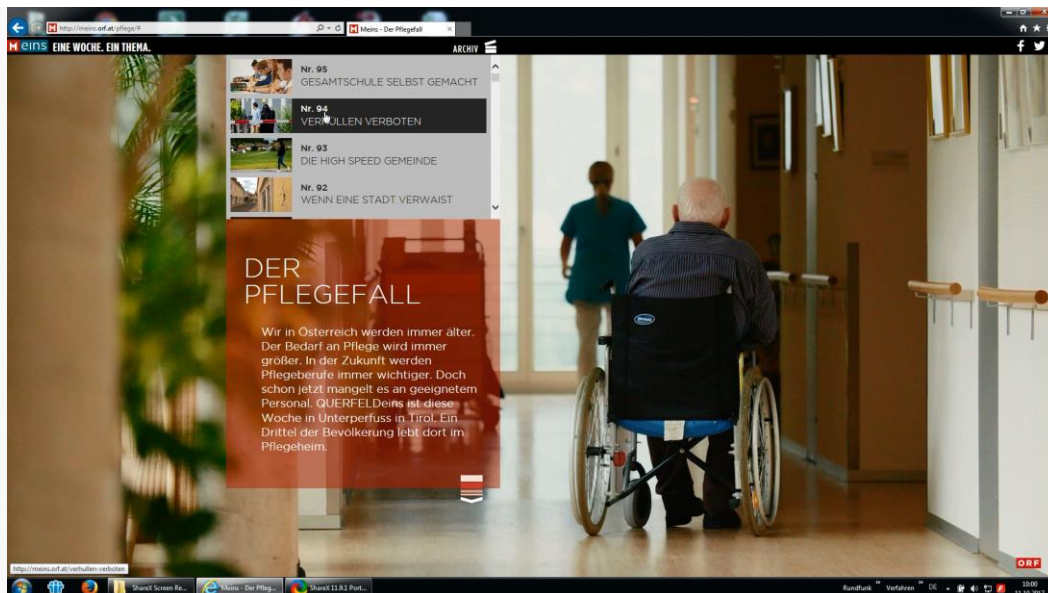 http://meins.orf.at/pflege/#
Meins - Der Pflegefall
M eins EINE WOCHE. EIN THEMA.
ARCHIV
Nr. 95
GESAMTSCHULE SELBST GEMACHT
Nr. 94
VERHÜLLEN VERBOTEN
Nr. 93
DIE HIGH SPEED GEMEINDE
Nr. 92
WENN EINE STADT VERWAIST
DER
PFLEGEFALL
Wir in Österreich werden immer älter.
Der Bedarf an Pflege wird immer
größer. In der Zukunft werden
Pflegeberufe immer wichtiger. Doch
schon jetzt mangelt es an geeignetem
Personal. QUERFELDeins ist diese
Woche in Unterperfuss in Tirol. Ein
Drittel der Bevölkerung lebt dort im
Pflegeheim.
ORF
http://meins.orf.at/verhullen-verboten
ShareX Screen Re...
Meins - Der Pfleg...
ShareX 11.9.1 Port...
Rundfunk
Verfahren
DE
10:00
11.10.2017